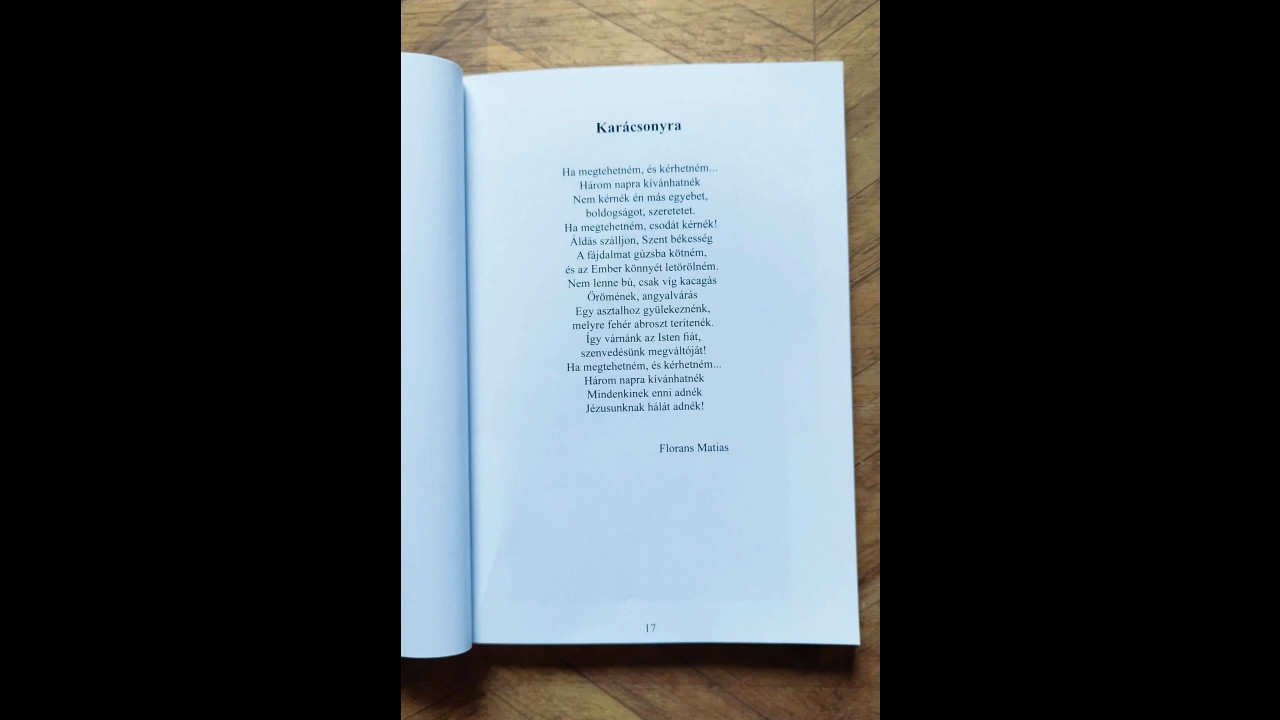 Karácsonyra
Ha megtehetném, és kérhetném...
Három napra kívánhatnék
Nem kérnék én más egyebet,
boldogságot, szeretetet.
Ha megtehetném, csodát kérnék!
Áldás szálljon, Szent békesség
A fájdalmat gúzsba kötném,
és az Ember könnyét letörölném.
Nem lenne bú, csak víg kacagás
Örömének, angyalvárás
Egy asztalhoz gyülekeznénk,
melyre fehér abroszt terítenék.
Így várnánk az Isten fiát,
szenvedésünk megváltóját!
Ha megtehetném, és kérhetném...
Három napra kívánhatnék
Mindenkinek enni adnék
Jézusunknak hálát adnék!
Florans Matias
17